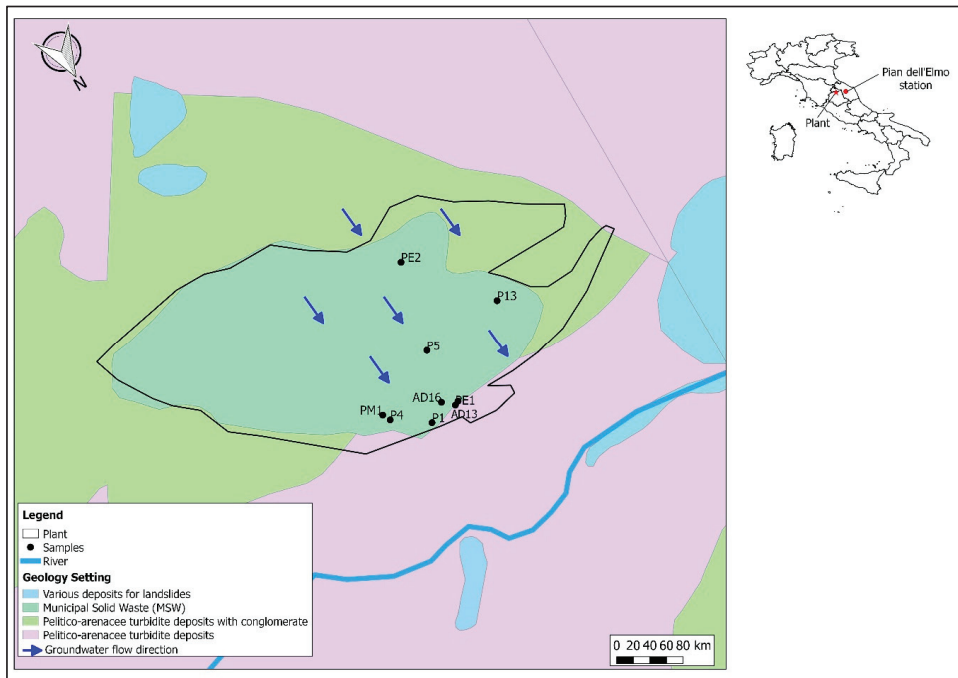 N
Pian dell'Elmo
station
Plant
PE2
P13
P5
AD16
PE1
AD13
PM1
P4
P1
Legend
Plant
Samples
River
Geology Setting
Various deposits for landslides
Municipal Solid Waste (MSW)
Pelitico-arenacee turbidite deposits with conglomerate
Pelitico-arenacee turbidite deposits
Groundwater flow direction
0 20 40 60 80 km